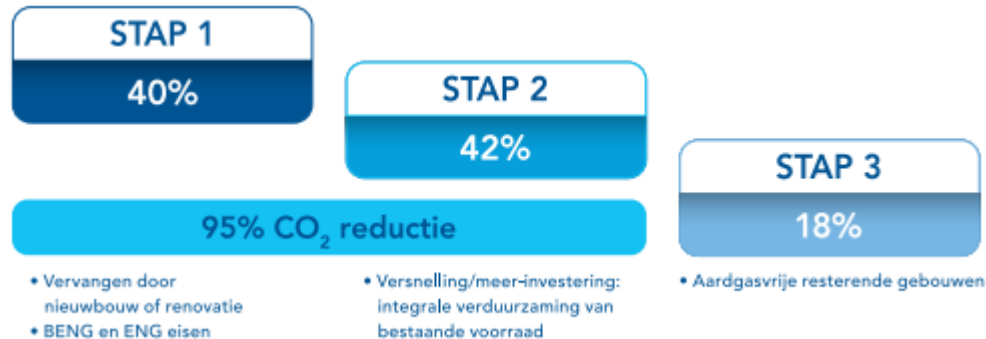 STAP 1
40%
STAP 2
42%
STAP 3
18%
95% CO₂ reductie
• Vervangen door
nieuwbouw of renovatie
• BENG en ENG eisen
• Versnelling/meer-investering:
integrale verduurzaming van
bestaande voorraad
• Aardgasvrije resterende gebouwen